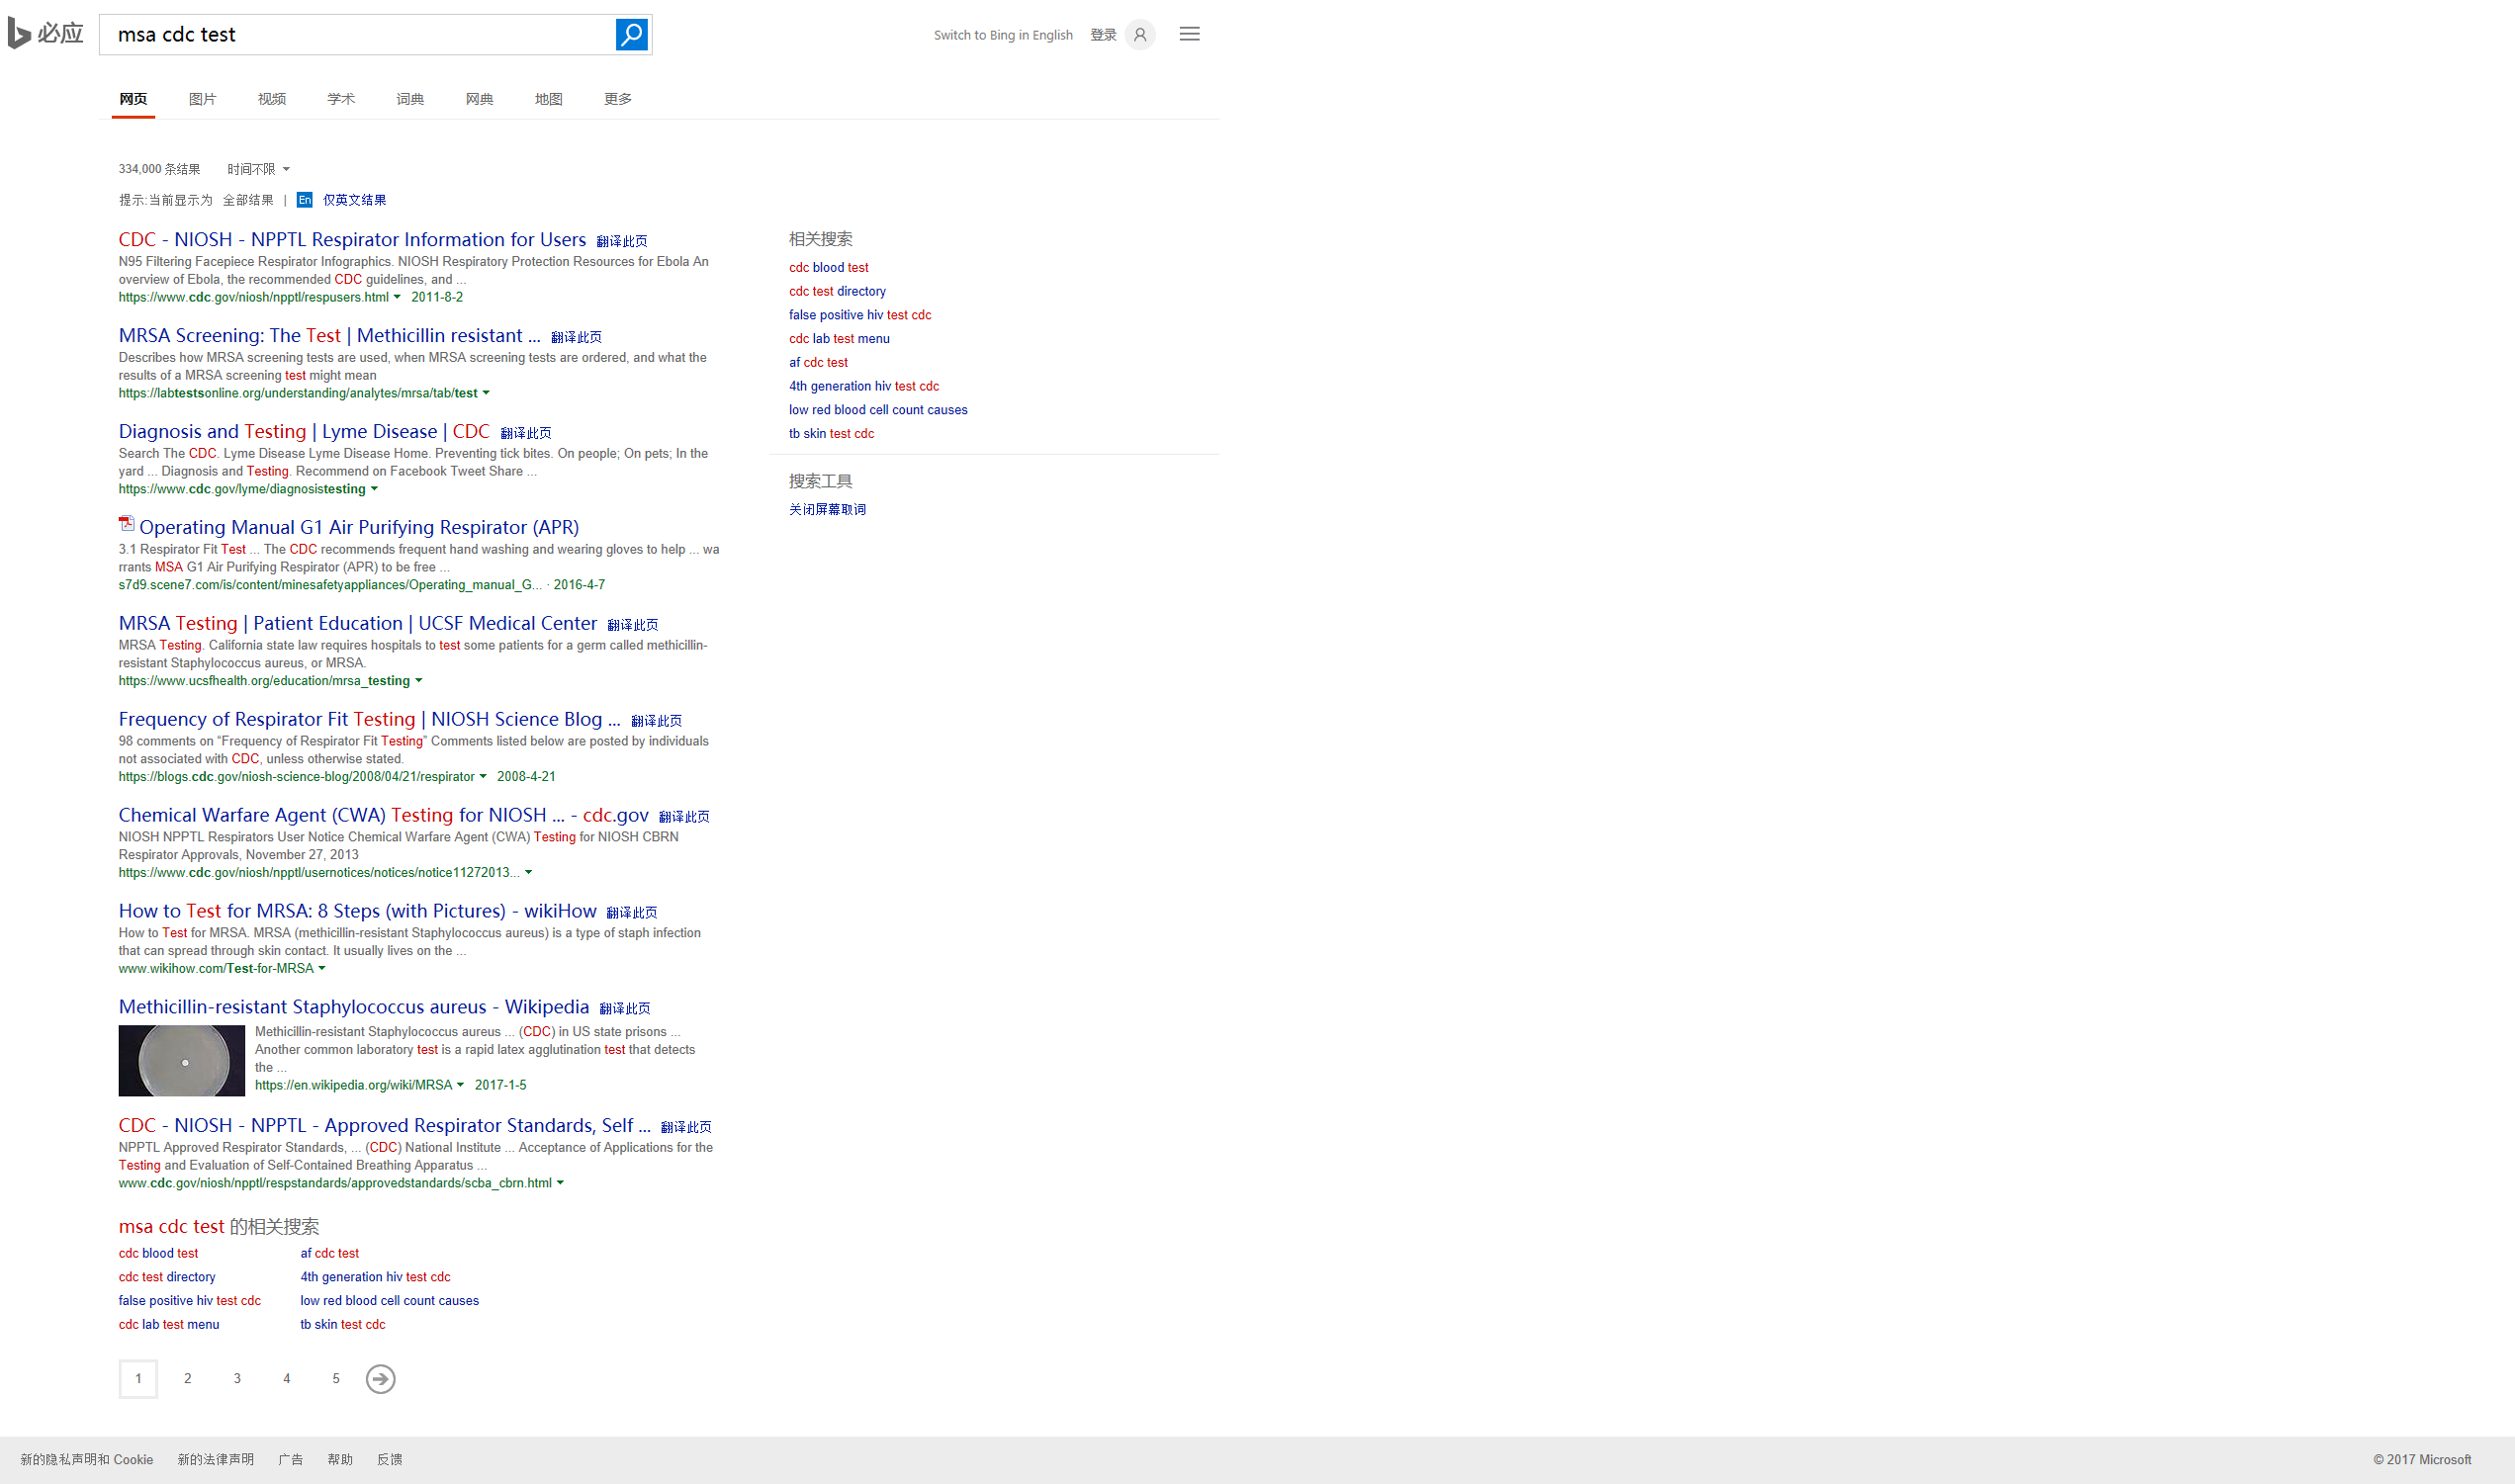 必应
msa cdc test
Switch to Bing in English
登录
网页 图片 视频 学术 词典 网典 地图 更多
334,000 条结果 时间不限
提示:当前显示为 全部结果 | En 仅英文结果
CDC - NIOSH - NPPTL Respirator Information for Users 翻译此页
N95 Filtering Facepiece Respirator Infographics. NIOSH Respiratory Protection Resources for Ebola An
overview of Ebola, the recommended CDC guidelines, and ...
https://www.cdc.gov/niosh/npptl/respusers.html 2011-8-2
MRSA Screening: The Test | Methicillin resistant ... 翻译此页
Describes how MRSA screening tests are used, when MRSA screening tests are ordered, and what the
results of a MRSA screening test might mean
https://labtestsonline.org/understanding/analytes/mrsa/tab/test
Diagnosis and Testing | Lyme Disease | CDC 翻译此页
Search The CDC. Lyme Disease Lyme Disease Home. Preventing tick bites. On people; On pets; In the
yard ... Diagnosis and Testing. Recommend on Facebook Tweet Share ...
https://www.cdc.gov/lyme/diagnosistesting
Operating Manual G1 Air Purifying Respirator (APR)
3.1 Respirator Fit Test ... The CDC recommends frequent hand washing and wearing gloves to help ... wa
rrants MSA G1 Air Purifying Respirator (APR) to be free ...
s7d9.scene7.com/is/content/minesafetyappliances/Operating_manual_G... · 2016-4-7
MRSA Testing | Patient Education | UCSF Medical Center 翻译此页
MRSA Testing. California state law requires hospitals to test some patients for a germ called methicillin-
resistant Staphylococcus aureus, or MRSA.
https://www.ucsfhealth.org/education/mrsa_testing
Frequency of Respirator Fit Testing | NIOSH Science Blog ... 翻译此页
98 comments on “Frequency of Respirator Fit Testing” Comments listed below are posted by individuals
not associated with CDC, unless otherwise stated.
https://blogs.cdc.gov/niosh-science-blog/2008/04/21/respirator 2008-4-21
Chemical Warfare Agent (CWA) Testing for NIOSH ... - cdc.gov 翻译此页
NIOSH NPPTL Respirators User Notice Chemical Warfare Agent (CWA) Testing for NIOSH CBRN
Respirator Approvals, November 27, 2013
https://www.cdc.gov/niosh/npptl/usernotices/notices/notice11272013...
How to Test for MRSA: 8 Steps (with Pictures) - wikiHow 翻译此页
How to Test for MRSA. MRSA (methicillin-resistant Staphylococcus aureus) is a type of staph infection
that can spread through skin contact. It usually lives on the ...
www.wikihow.com/Test-for-MRSA
Methicillin-resistant Staphylococcus aureus - Wikipedia 翻译此页
Methicillin-resistant Staphylococcus aureus ... (CDC) in US state prisons ...
Another common laboratory test is a rapid latex agglutination test that detects
the ...
https://en.wikipedia.org/wiki/MRSA 2017-1-5
CDC - NIOSH - NPPTL - Approved Respirator Standards, Self ... 翻译此页
NPPTL Approved Respirator Standards, ... (CDC) National Institute ... Acceptance of Applications for the
Testing and Evaluation of Self-Contained Breathing Apparatus ...
www.cdc.gov/niosh/npptl/respstandards/approvedstandards/scba_cbrn.html
msa cdc test 的相关搜索
cdc blood test
cdc test directory
false positive hiv test cdc
cdc lab test menu
af cdc test
4th generation hiv test cdc
low red blood cell count causes
tb skin test cdc
1 2 3 4 5
相关搜索
cdc blood test
cdc test directory
false positive hiv test cdc
cdc lab test menu
af cdc test
4th generation hiv test cdc
low red blood cell count causes
tb skin test cdc
搜索工具
关闭屏幕取词
新的隐私声明和 Cookie 新的法律声明 广告 帮助 反馈
© 2017 Microsoft